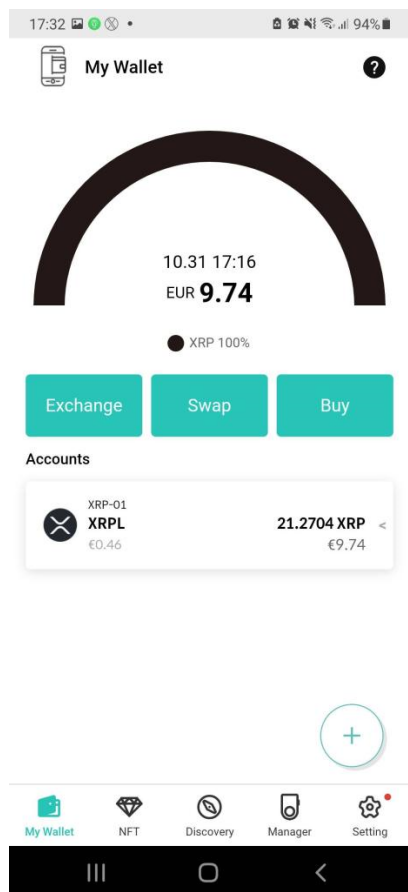 17:32 94%
My Wallet ?
10.31 17:16
EUR 9.74
XRP 100%
Exchange Swap Buy
Accounts
XRP-01
XRPL 21.2704 XRP <
€0.46 €9.74
+
My Wallet NFT Discovery Manager Setting